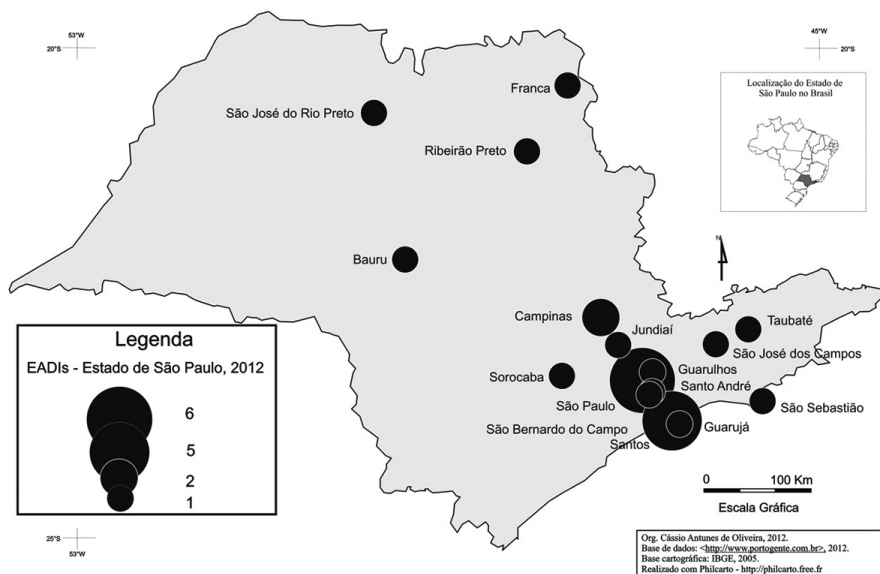 53°W
20°S
45°W
20°S
Franca
São José do Rio Preto
Ribeirão Preto
Bauru
Localização do Estado de
São Paulo no Brasil
N
Campinas
Jundiaí
Taubaté
São José dos Campos
Guarulhos
Sorocaba
Santo André
São Paulo
São Sebastião
São Bernardo do Campo
Guarujá
Santos
Legenda
EADIs - Estado de São Paulo, 2012
6
5
2
1
0 100 Km
Escala Gráfica
25°S
53°W
Org. Cássio Antunes de Oliveira, 2012.
Base de dados: <http://www.portogente.com.br>, 2012.
Base cartográfica: IBGE, 2005.
Realizado com Philcarto - http://philcarto.free.fr